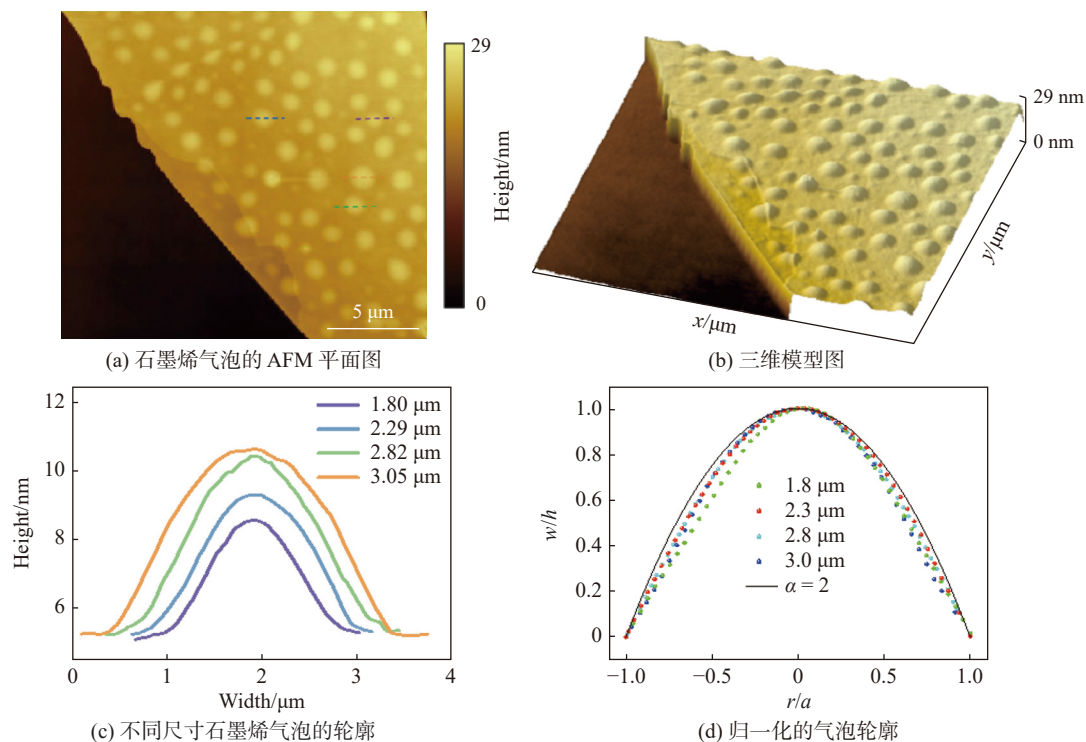 29
Height/nm
0
5 μm
(a) 石墨烯气泡的 AFM 平面图
29 nm
0 nm
y/μm
x/μm
(b) 三维模型图
12
10
8
6
Height/nm
1.80 μm
2.29 μm
2.82 μm
3.05 μm
0
1
2
3
4
Width/μm
(c) 不同尺寸石墨烯气泡的轮廓
1.0
0.8
0.6
0.4
0.2
0
w/h
1.8 μm
2.3 μm
2.8 μm
3.0 μm
α = 2
−1.0
−0.5
0
0.5
1.0
r/a
(d) 归一化的气泡轮廓